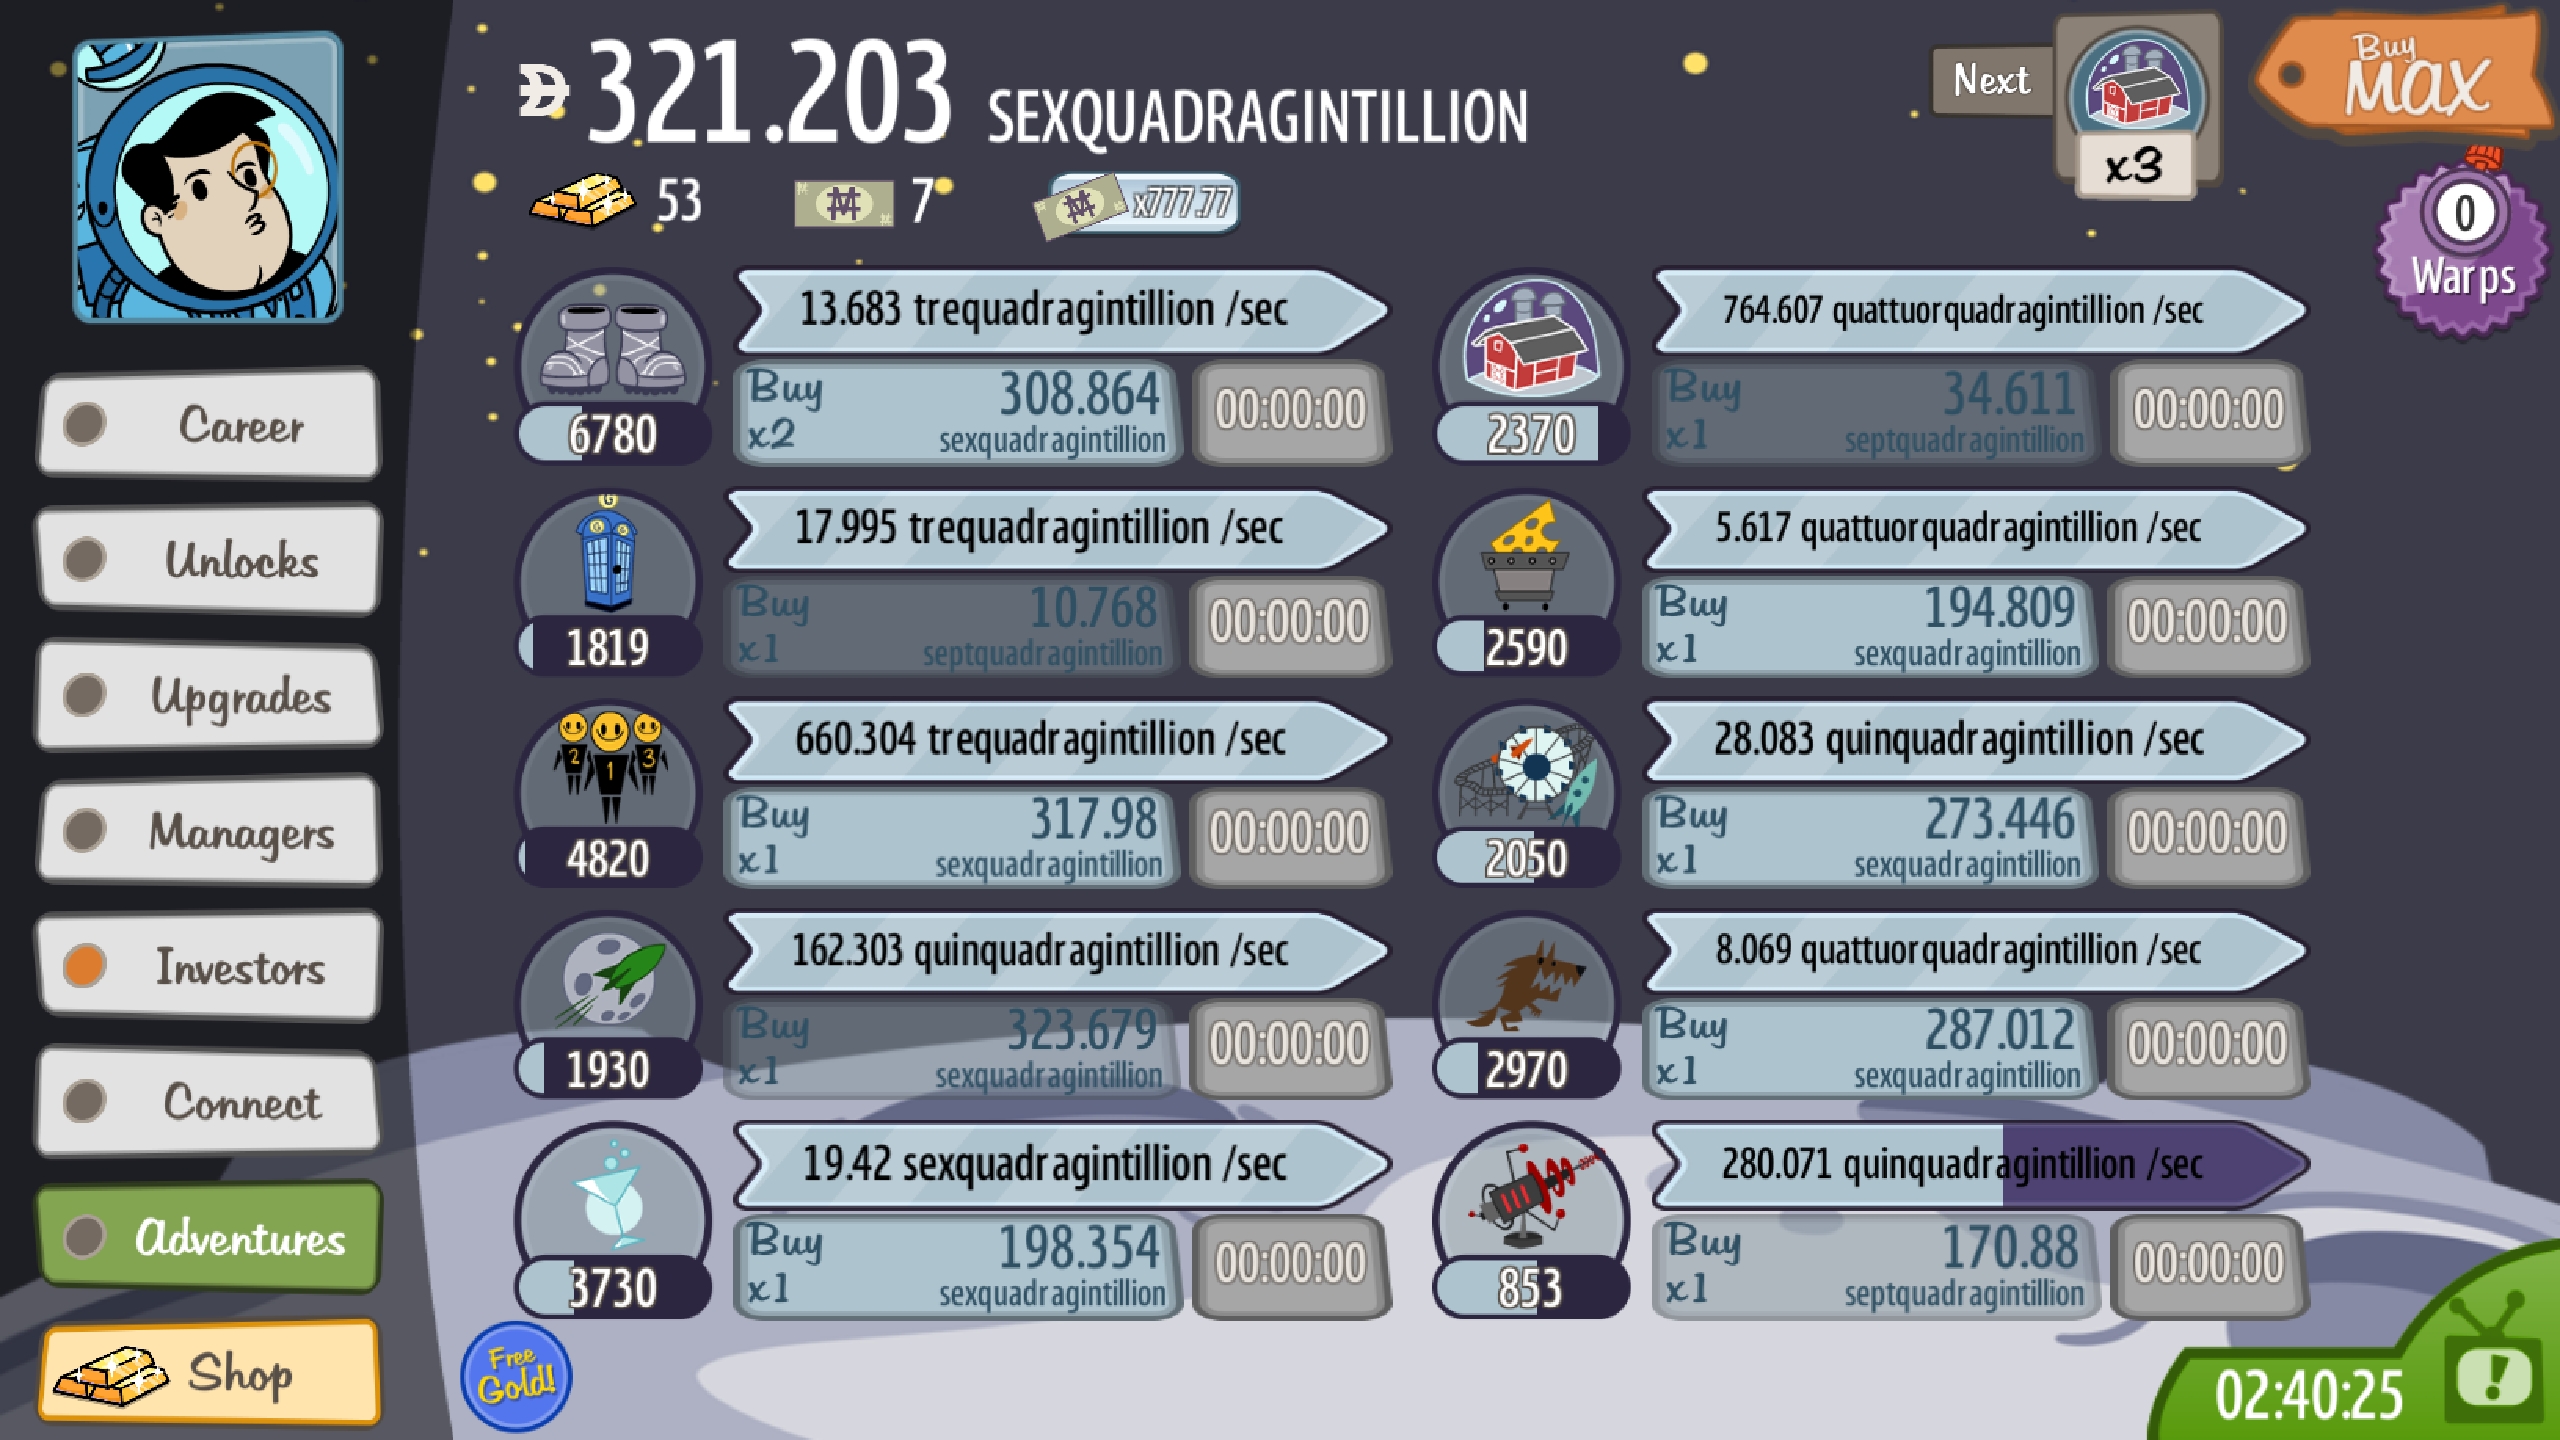 321.203 SEXQUADRAGINTILLION
Next
x3
Buy
MAX
53
7
x777.77
0
Warps
Career
Unlocks
Upgrades
Managers
Investors
Connect
Adventures
Shop
13.683 trequadragintillion /sec
6780
Buy 308.864
x2 sexquadragintillion
00:00:00
764.607 quattuorquadragintillion /sec
2370
Buy 34.611
x1 septquadragintillion
00:00:00
17.995 trequadragintillion /sec
1819
Buy 10.768
x1 septquadragintillion
00:00:00
5.617 quattuorquadragintillion /sec
2590
Buy 194.809
x1 sexquadragintillion
00:00:00
660.304 trequadragintillion /sec
2 1 3
4820
Buy 317.98
x1 sexquadragintillion
00:00:00
28.083 quinquadragintillion /sec
2050
Buy 273.446
x1 sexquadragintillion
00:00:00
162.303 quinquadragintillion /sec
1930
Buy 323.679
x1 sexquadragintillion
00:00:00
8.069 quattuorquadragintillion /sec
2970
Buy 287.012
x1 sexquadragintillion
00:00:00
19.42 sexquadragintillion /sec
3730
Buy 198.354
x1 sexquadragintillion
00:00:00
280.071 quinquadragintillion /sec
853
Buy 170.88
x1 septquadragintillion
00:00:00
Free
Gold!
02:40:25
!